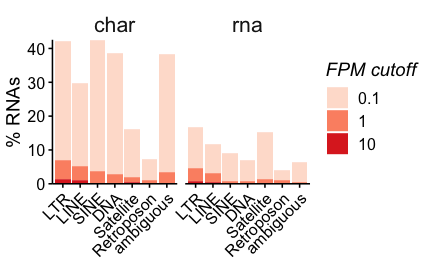 char
rna
% RNAs
40
30
20
10
0
LTR
LINE
SINE
DNA
Satellite
Retroposon
ambiguous
LTR
LINE
SINE
DNA
Satellite
Retroposon
ambiguous
FPM cutoff
0.1
1
10